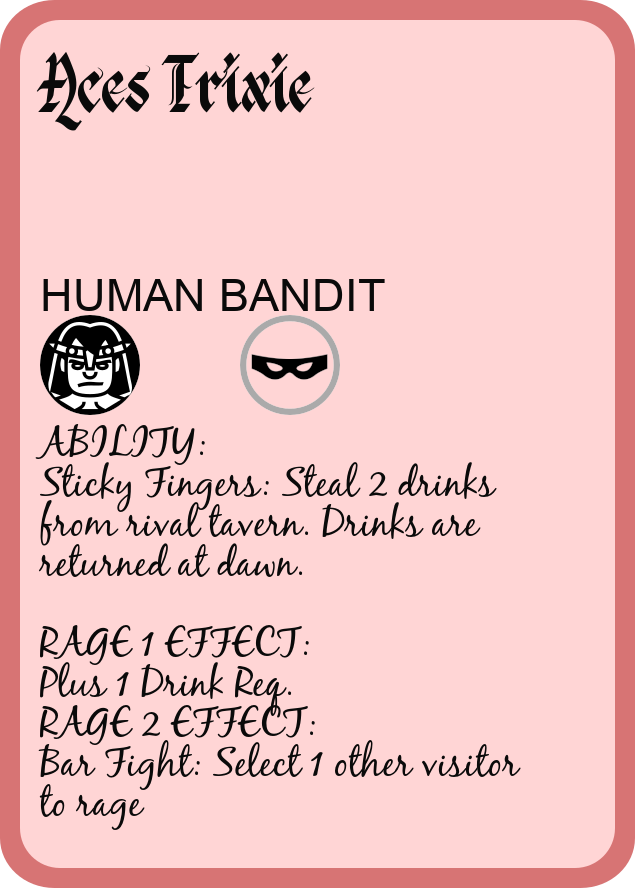 Aces Trixie
HUMAN BANDIT
ABILITY:
Sticky Fingers: Steal 2 drinks
from rival tavern. Drinks are
returned at dawn.
RAGE 1 EFFECT:
Plus 1 Drink Req.
RAGE 2 EFFECT:
Bar Fight: Select 1 other visitor
to rage